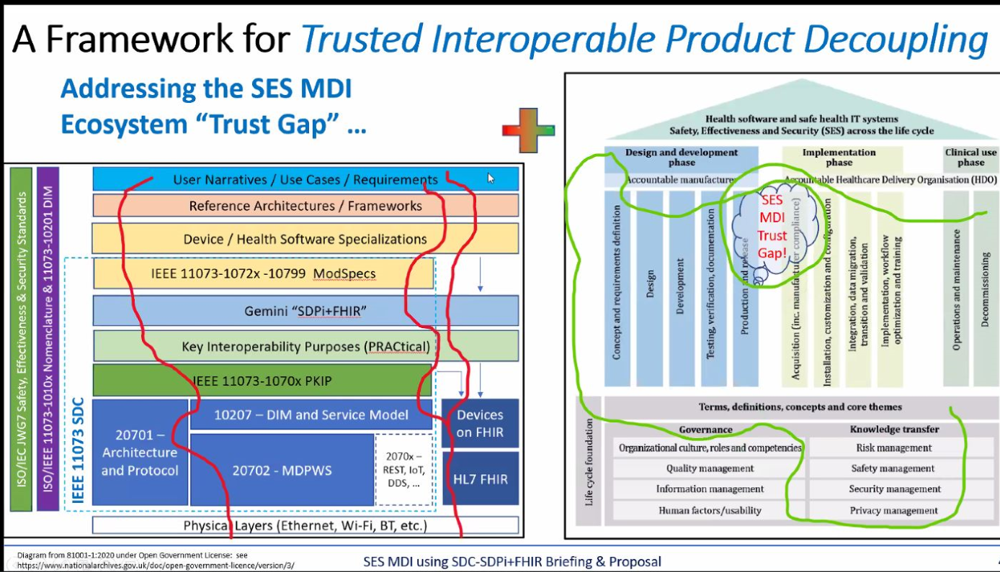 A Framework for Trusted Interoperable Product Decoupling
Addressing the SES MDI
Ecosystem “Trust Gap” …
ISO/IEC JWG7 Safety, Effectiveness & Security Standards
ISO/IEEE 11073-1010x Nomenclature & 11073-10201 DIM
IEEE 11073 SDC
User Narratives / Use Cases / Requirements
Reference Architectures / Frameworks
Device / Health Software Specializations
IEEE 11073-1072x -10799 ModSpecs
Gemini “SDPi+FHIR”
Key Interoperability Purposes (PRACtical)
IEEE 11073-1070x PKIP
20701 –
Architecture
and Protocol
10207 – DIM and Service Model
20702 - MDPWS
2070x –
REST, IoT,
DDS, ...
Devices
on FHIR
HL7 FHIR
Physical Layers (Ethernet, Wi-Fi, BT, etc.)
Health software and safe health IT systems
Safety, Effectiveness and Security (SES) across the life cycle
Design and development
phase
Implementation
phase
Clinical use
phase
Accountable manufacturer
Accountable Healthcare Delivery Organisation (HDO)
SES
MDI
Trust
Gap!
Concept and requirements definition
Design
Development
Testing, verification, documentation
Production and release
Acquisition (inc. manufacturer compliance)
Installation, customization and configuration
Integration, data migration,
transition and validation
Implementation, workflow
optimization and training
Operations and maintenance
Decommissioning
Life cycle foundation
Terms, definitions, concepts and core themes
Governance
Organizational culture, roles and competencies
Quality management
Information management
Human factors/usability
Knowledge transfer
Risk management
Safety management
Security management
Privacy management
Diagram from 81001-1:2020 under Open Government License: see
https://www.nationalarchives.gov.uk/doc/open-government-licence/version/3/
SES MDI using SDC-SDPi+FHIR Briefing & Proposal